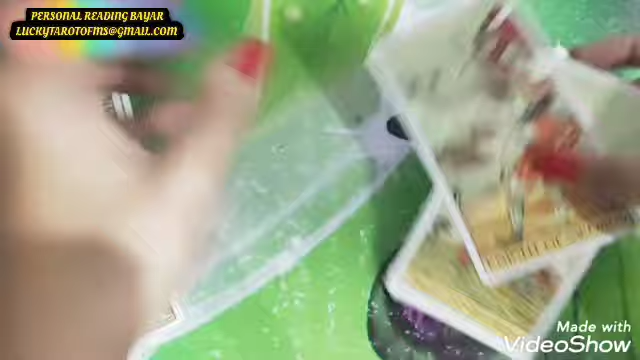 PERSONAL READING BAYAR
LUCKYTAROTOFMS@GMAIL.COM
Made with
VideoShow